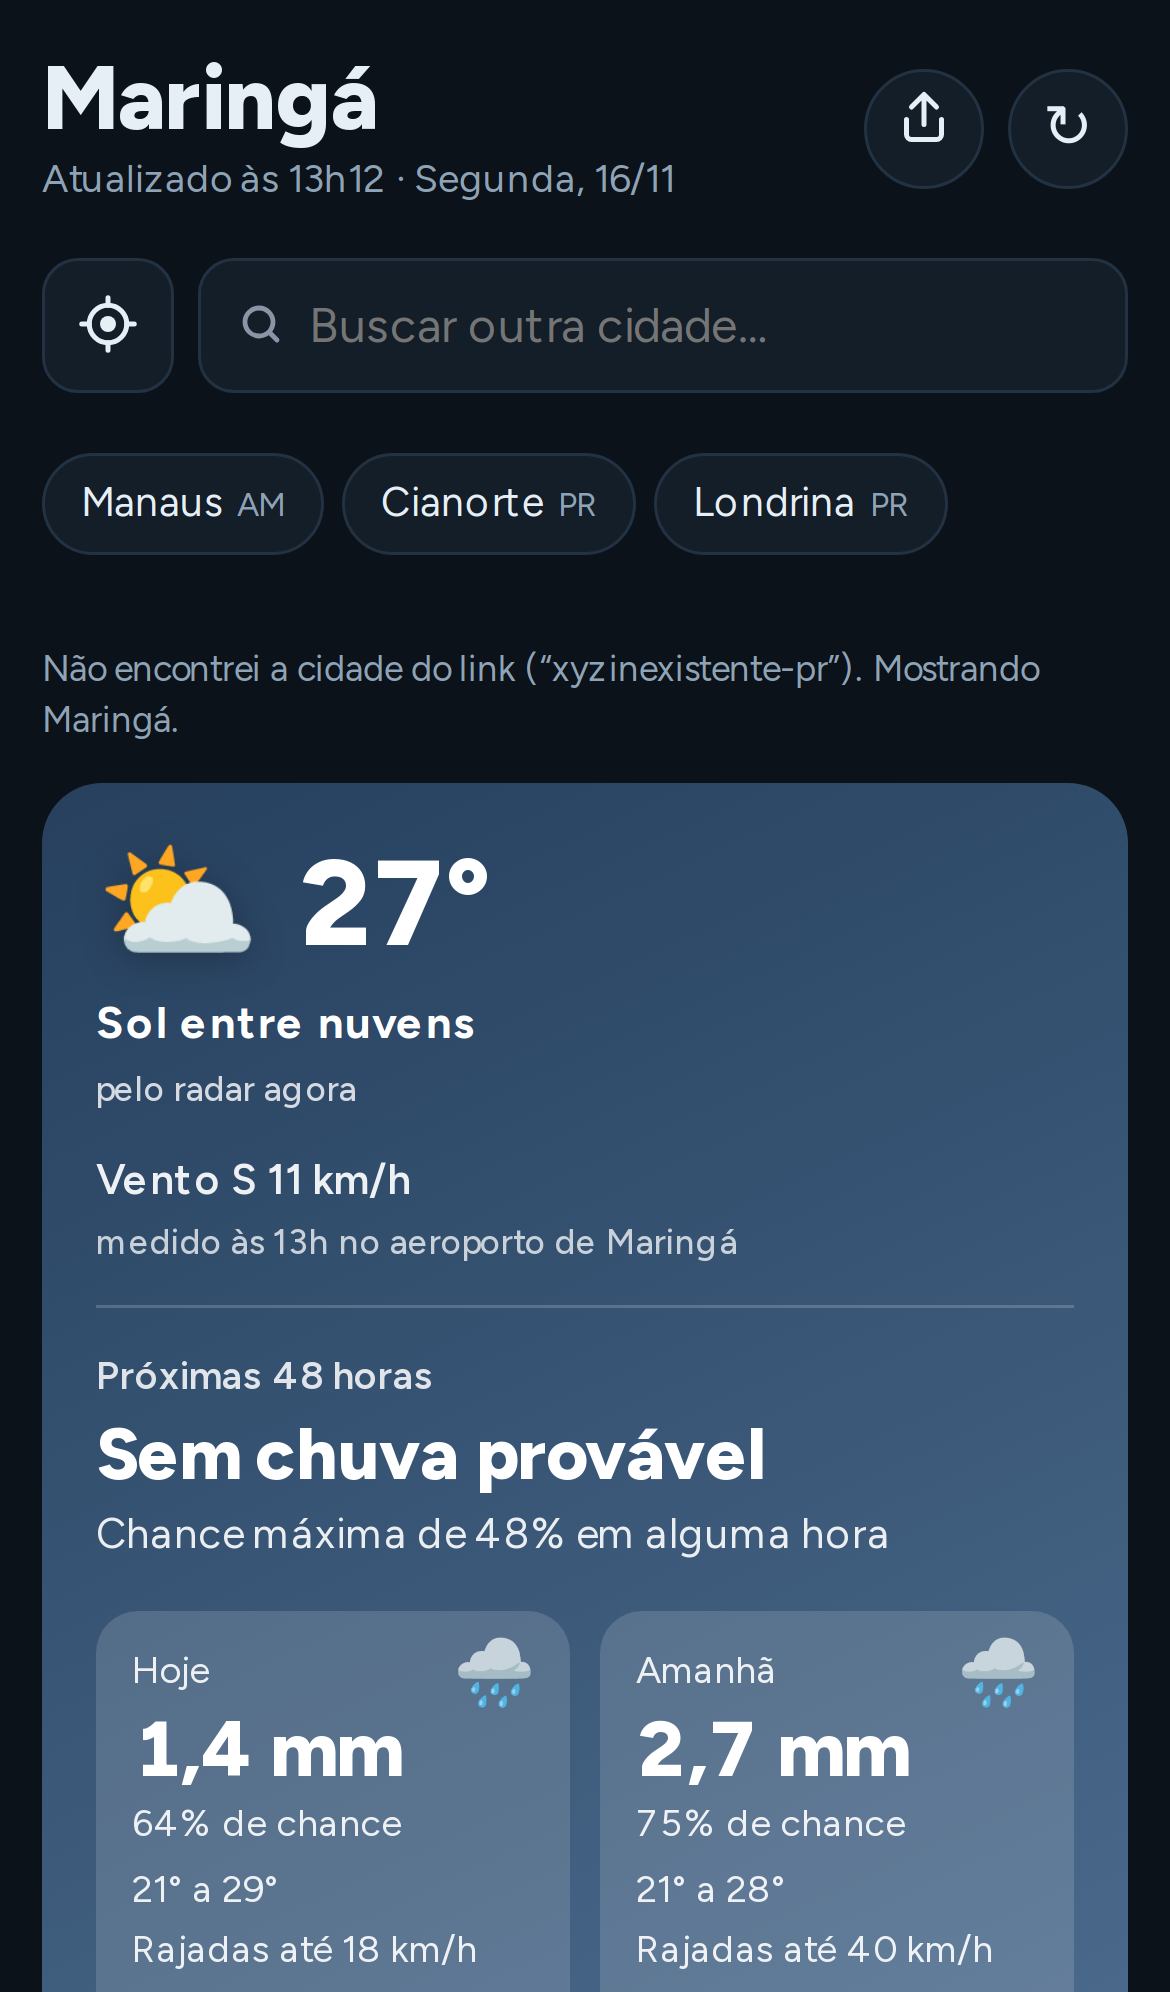 Maringá
Atualizado às 13h12 · Segunda, 16/11
Buscar outra cidade...
Manaus AM
Cianorte PR
Londrina PR
Não encontrei a cidade do link (“xyzinexistente-pr”). Mostrando
Maringá.
27°
Sol entre nuvens
pelo radar agora
Vento S 11 km/h
medido às 13h no aeroporto de Maringá
Próximas 48 horas
Sem chuva provável
Chance máxima de 48% em alguma hora
Hoje
1,4 mm
64% de chance
21° a 29°
Rajadas até 18 km/h
Amanhã
2,7 mm
75% de chance
21° a 28°
Rajadas até 40 km/h